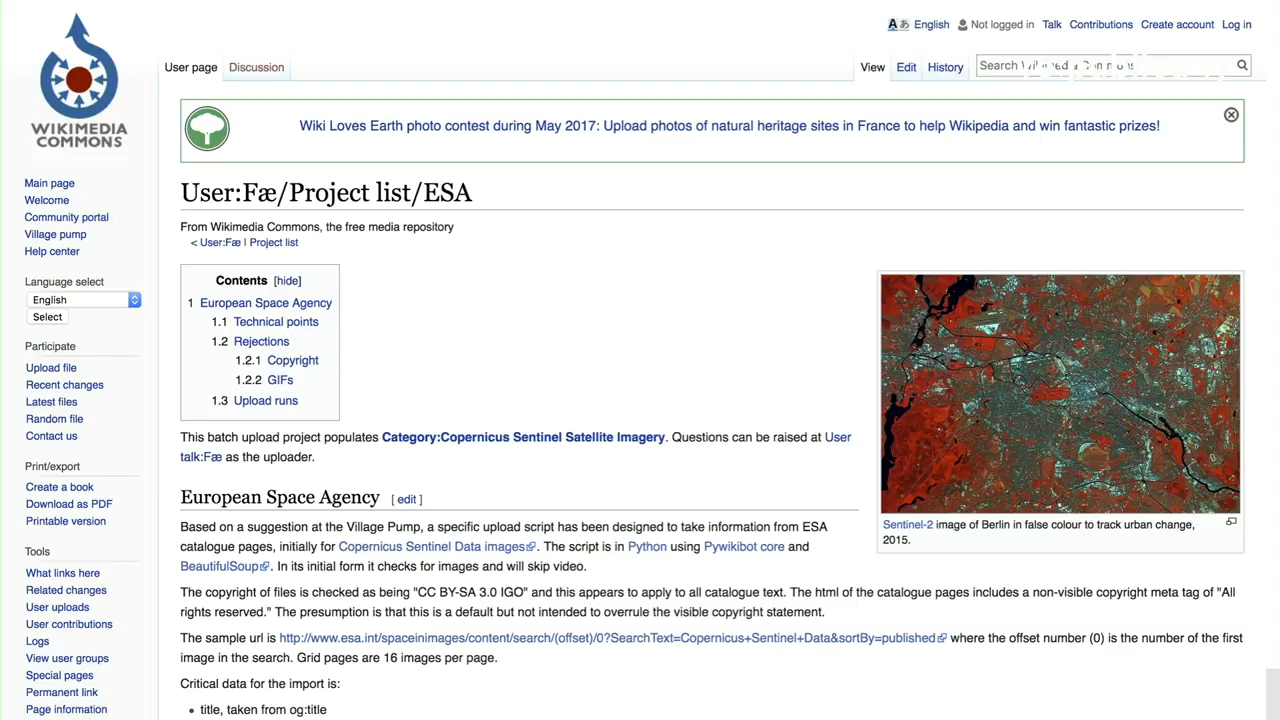 Aあ English Not logged in Talk Contributions Create account Log in
User page Discussion View Edit History Search Wikimedia Commons
WIKIMEDIA
COMMONS
Wiki Loves Earth photo contest during May 2017: Upload photos of natural heritage sites in France to help Wikipedia and win fantastic prizes!
Main page
Welcome
Community portal
Village pump
Help center
Language select
English
Select
Participate
Upload file
Recent changes
Latest files
Random file
Contact us
Print/export
Create a book
Download as PDF
Printable version
Tools
What links here
Related changes
User uploads
User contributions
Logs
View user groups
Special pages
Permanent link
Page information
User:Fæ/Project list/ESA
From Wikimedia Commons, the free media repository
< User:Fæ | Project list
Contents [hide]
1 European Space Agency
1.1 Technical points
1.2 Rejections
1.2.1 Copyright
1.2.2 GIFs
1.3 Upload runs
Sentinel-2 image of Berlin in false colour to track urban change,
2015.
This batch upload project populates Category:Copernicus Sentinel Satellite Imagery. Questions can be raised at User
talk:Fæ as the uploader.
European Space Agency [ edit ]
Based on a suggestion at the Village Pump, a specific upload script has been designed to take information from ESA
catalogue pages, initially for Copernicus Sentinel Data images. The script is in Python using Pywikibot core and
BeautifulSoup. In its initial form it checks for images and will skip video.
The copyright of files is checked as being "CC BY-SA 3.0 IGO" and this appears to apply to all catalogue text. The html of the catalogue pages includes a non-visible copyright meta tag of "All
rights reserved." The presumption is that this is a default but not intended to overrule the visible copyright statement.
The sample url is http://www.esa.int/spaceinimages/content/search/(offset)/0?SearchText=Copernicus+Sentinel+Data&sortBy=published where the offset number (0) is the number of the first
image in the search. Grid pages are 16 images per page.
Critical data for the import is:
• title, taken from og:title